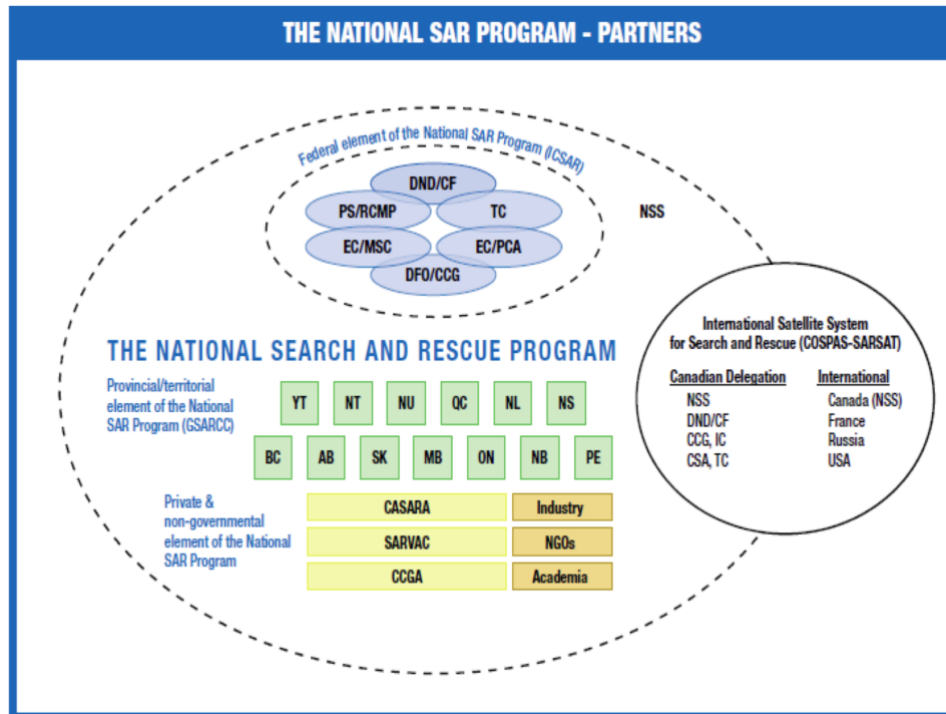 THE NATIONAL SAR PROGRAM - PARTNERS
Federal element of the National SAR Program (ICSAR)
DND/CF
PS/RCMP
TC
NSS
EC/MSC
EC/PCA
DFO/CCG
International Satellite System
for Search and Rescue (COSPAS-SARSAT)
Canadian Delegation
NSS
DND/CF
CCG, IC
CSA, TC
International
Canada (NSS)
France
Russia
USA
THE NATIONAL SEARCH AND RESCUE PROGRAM
Provincial/territorial
element of the National
SAR Program (GSARCC)
YT NT NU QC NL NS
BC AB SK MB ON NB PE
Private &
non-governmental
element of the National
SAR Program
CASARA
SARVAC
CCGA
Industry
NGOs
Academia